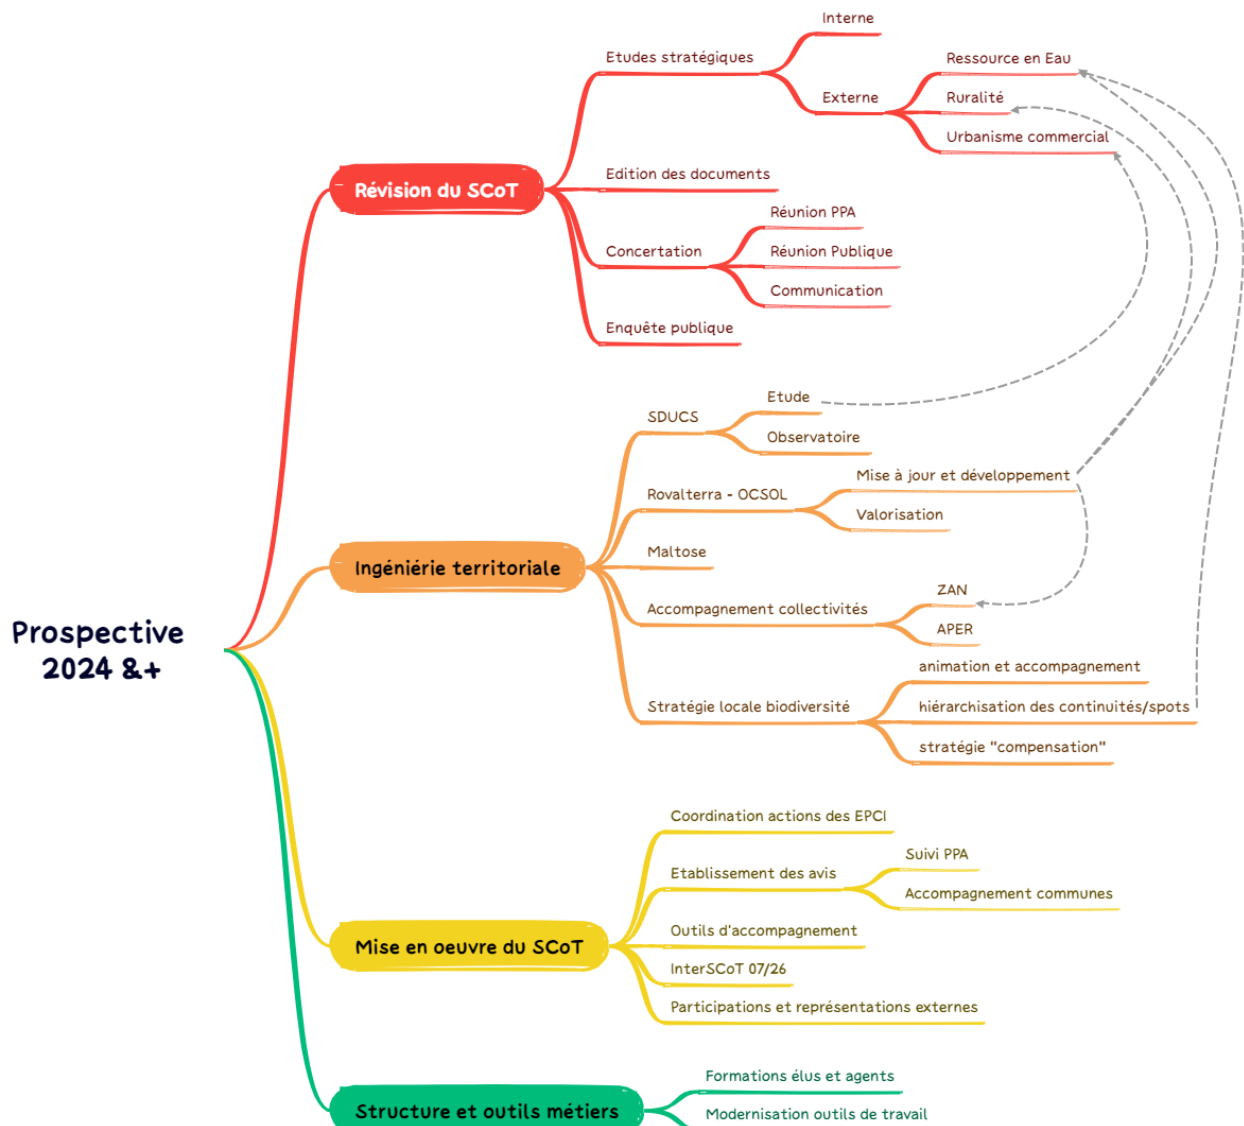 Prospective
2024 &+
Révision du SCoT
Etudes stratégiques
Interne
Externe
Ressource en Eau
Ruralité
Urbanisme commercial
Edition des documents
Concertation
Réunion PPA
Réunion Publique
Communication
Enquête publique
Ingéniérie territoriale
SDUCS
Etude
Observatoire
Rovalterra - OCSOL
Mise à jour et développement
Valorisation
Maltose
Accompagnement collectivités
ZAN
APER
Stratégie locale biodiversité
animation et accompagnement
hiérarchisation des continuités/spots
stratégie "compensation"
Mise en oeuvre du SCoT
Coordination actions des EPCI
Etablissement des avis
Suivi PPA
Accompagnement communes
Outils d'accompagnement
InterSCoT 07/26
Participations et représentations externes
Structure et outils métiers
Formations élus et agents
Modernisation outils de travail